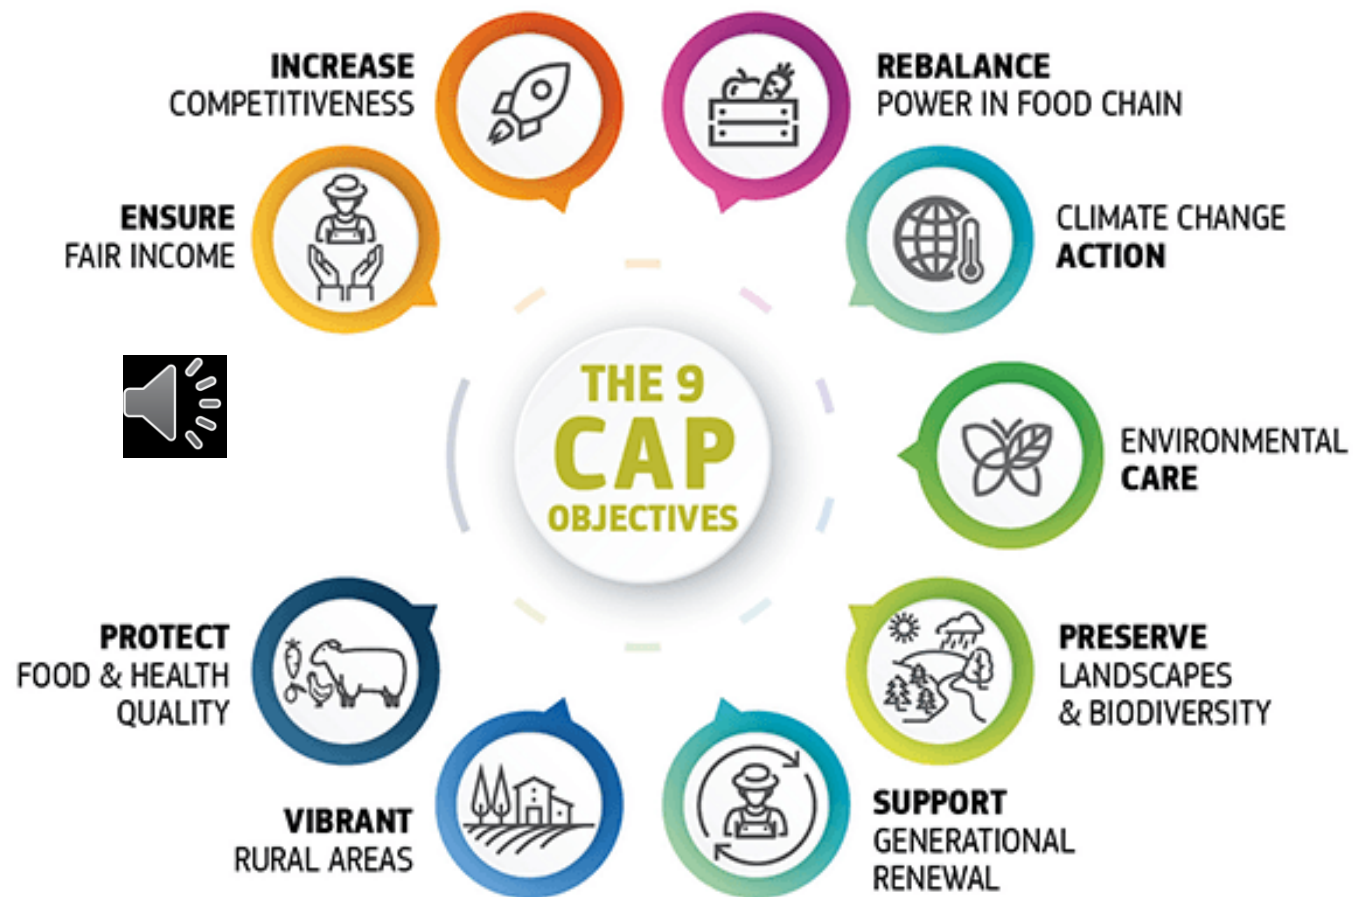 THE 9
CAP
OBJECTIVES
ENSURE
FAIR INCOME
INCREASE
COMPETITIVENESS
REBALANCE
POWER IN FOOD CHAIN
CLIMATE CHANGE
ACTION
ENVIRONMENTAL
CARE
PRESERVE
LANDSCAPES
& BIODIVERSITY
SUPPORT
GENERATIONAL
RENEWAL
VIBRANT
RURAL AREAS
PROTECT
FOOD & HEALTH
QUALITY